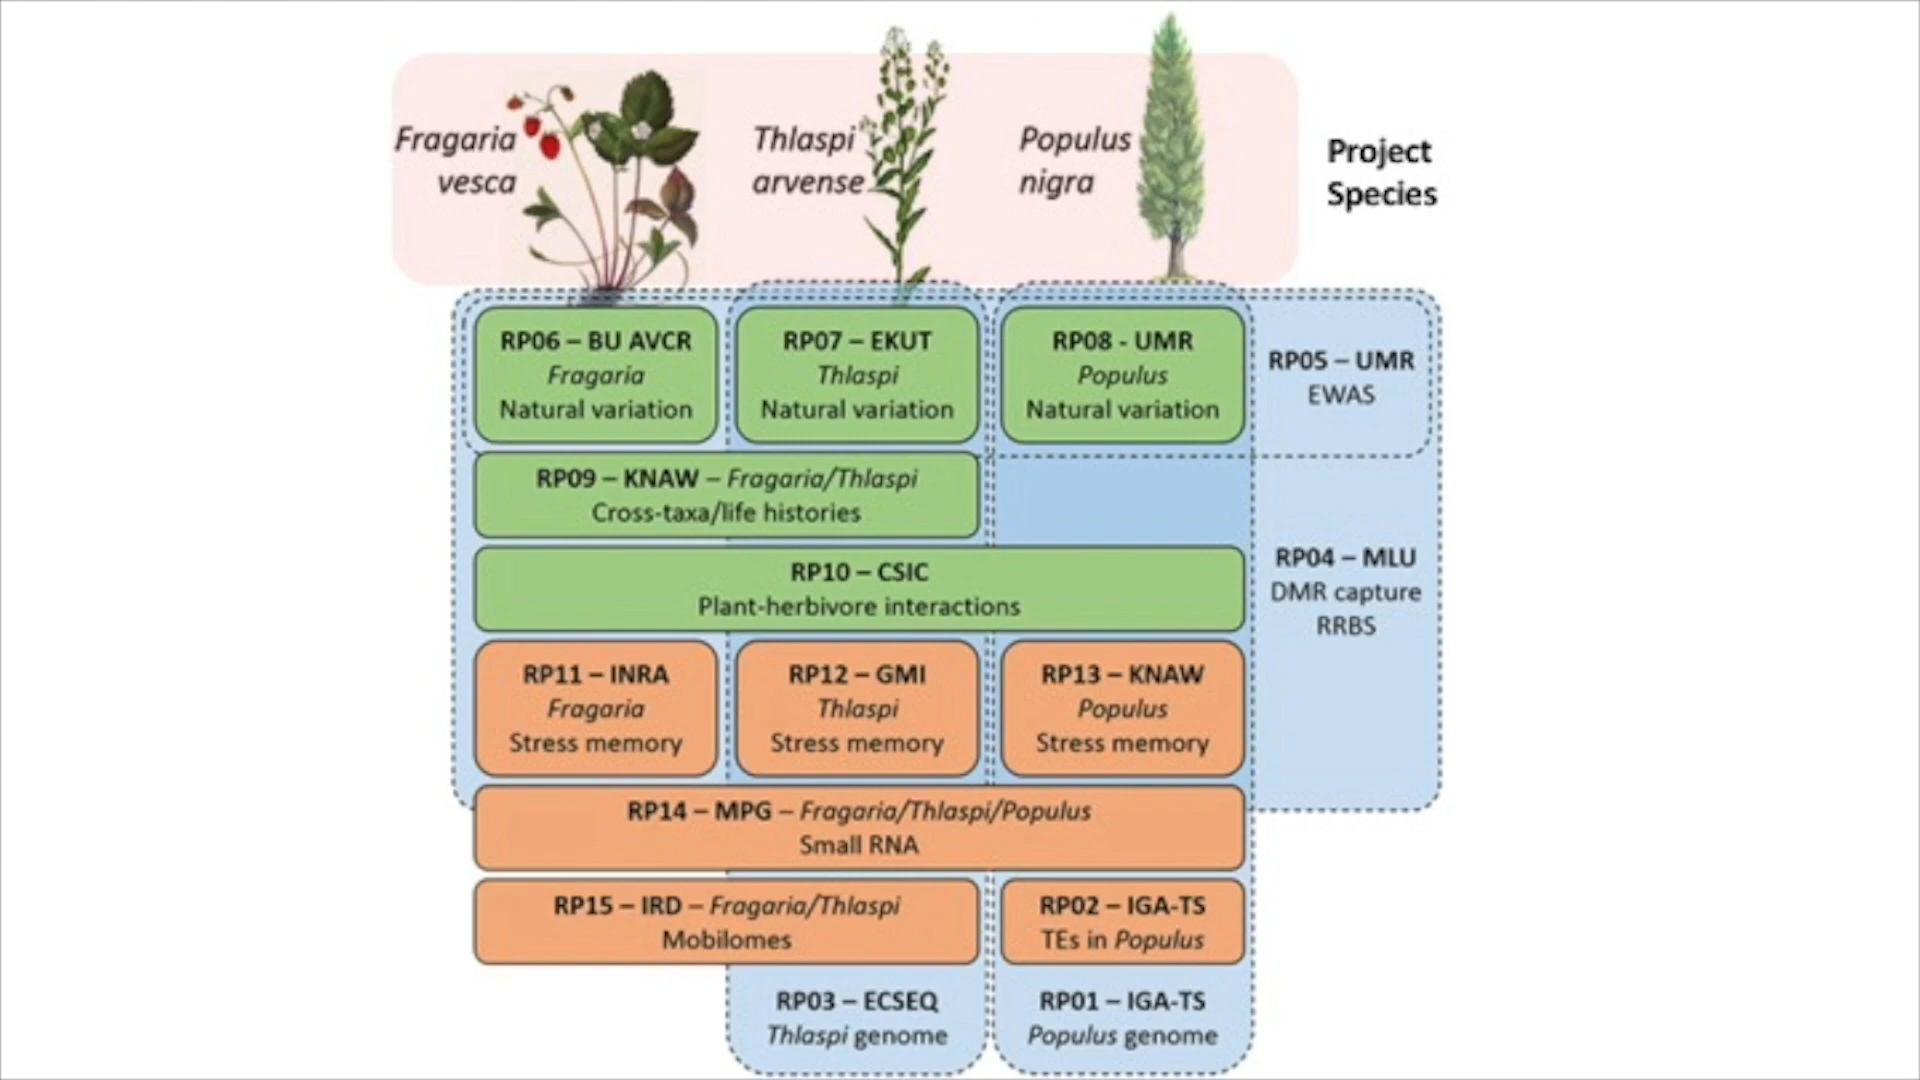 Fragaria
vesca
Thlaspi
arvense
Populus
nigra
Project
Species
RP06 – BU AVCR
Fragaria
Natural variation
RP07 – EKUT
Thlaspi
Natural variation
RP08 - UMR
Populus
Natural variation
RP05 – UMR
EWAS
RP09 – KNAW – Fragaria/Thlaspi
Cross-taxa/life histories
RP10 – CSIC
Plant-herbivore interactions
RP04 – MLU
DMR capture
RRBS
RP11 – INRA
Fragaria
Stress memory
RP12 – GMI
Thlaspi
Stress memory
RP13 – KNAW
Populus
Stress memory
RP14 – MPG – Fragaria/Thlaspi/Populus
Small RNA
RP15 – IRD – Fragaria/Thlaspi
Mobilomes
RP02 – IGA-TS
TEs in Populus
RP03 – ECSEQ
Thlaspi genome
RP01 – IGA-TS
Populus genome